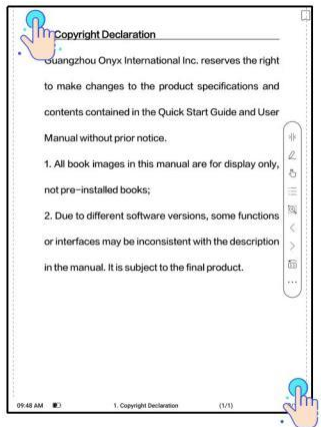 Copyright Declaration
Guangzhou Onyx International Inc. reserves the right
to make changes to the product specifications and
contents contained in the Quick Start Guide and User
Manual without prior notice.
1. All book images in this manual are for display only,
not pre-installed books;
2. Due to different software versions, some functions
or interfaces may be inconsistent with the description
in the manual. It is subject to the final product.
09:48 AM 1. Copyright Declaration (1/1)